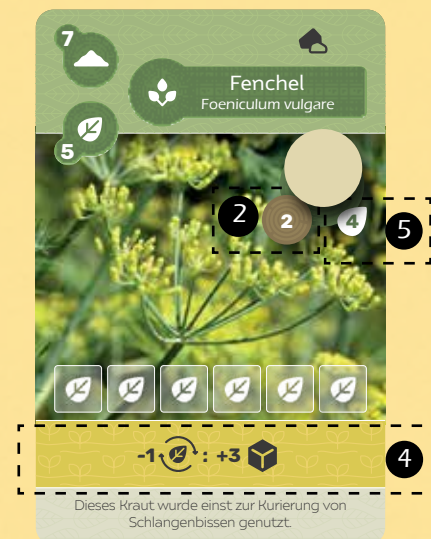 7
Fenchel
Foeniculum vulgare
5
2
2
4
5
-1 : +3
4
Dieses Kraut wurde einst zur Kurierung von
Schlangenbissen genutzt.